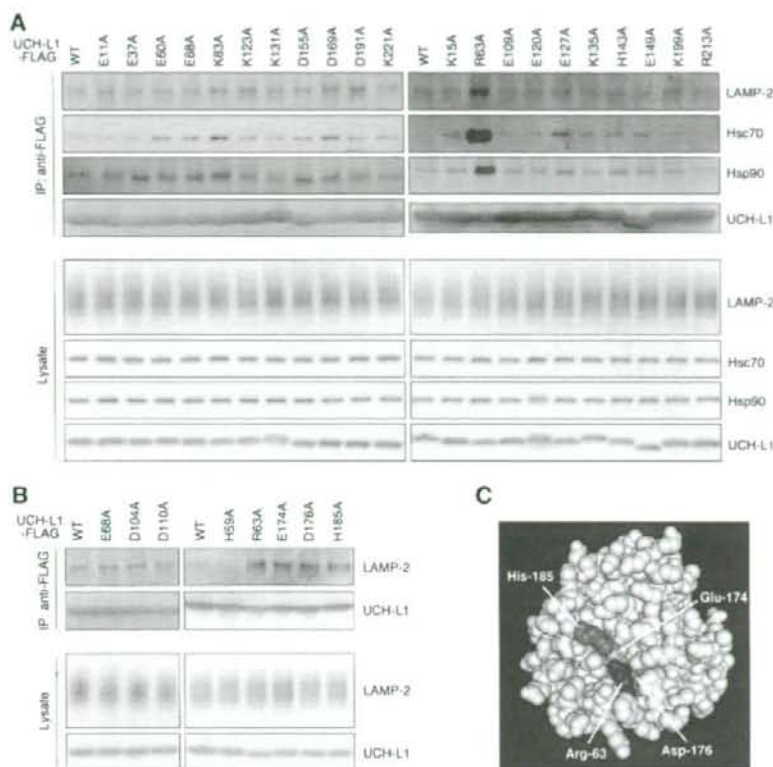 A
UCH-L1
-FLAG
WT E11A E37A E60A E68A K83A K123A K131A D155A D169A D191A K221A
WT K15A R63A E109A E120A E127A K135A H143A E149A K199A R213A
IP: anti-FLAG
LAMP-2
Hsc70
Hsp90
UCH-L1
Lysate
LAMP-2
Hsc70
Hsp90
UCH-L1
B
UCH-L1
-FLAG
WT E68A D104A D110A
WT H59A R63A E174A D176A H185A
IP: anti-FLAG
LAMP-2
UCH-L1
Lysate
LAMP-2
UCH-L1
C
His-185
Glu-174
Arg-63
Asp-176